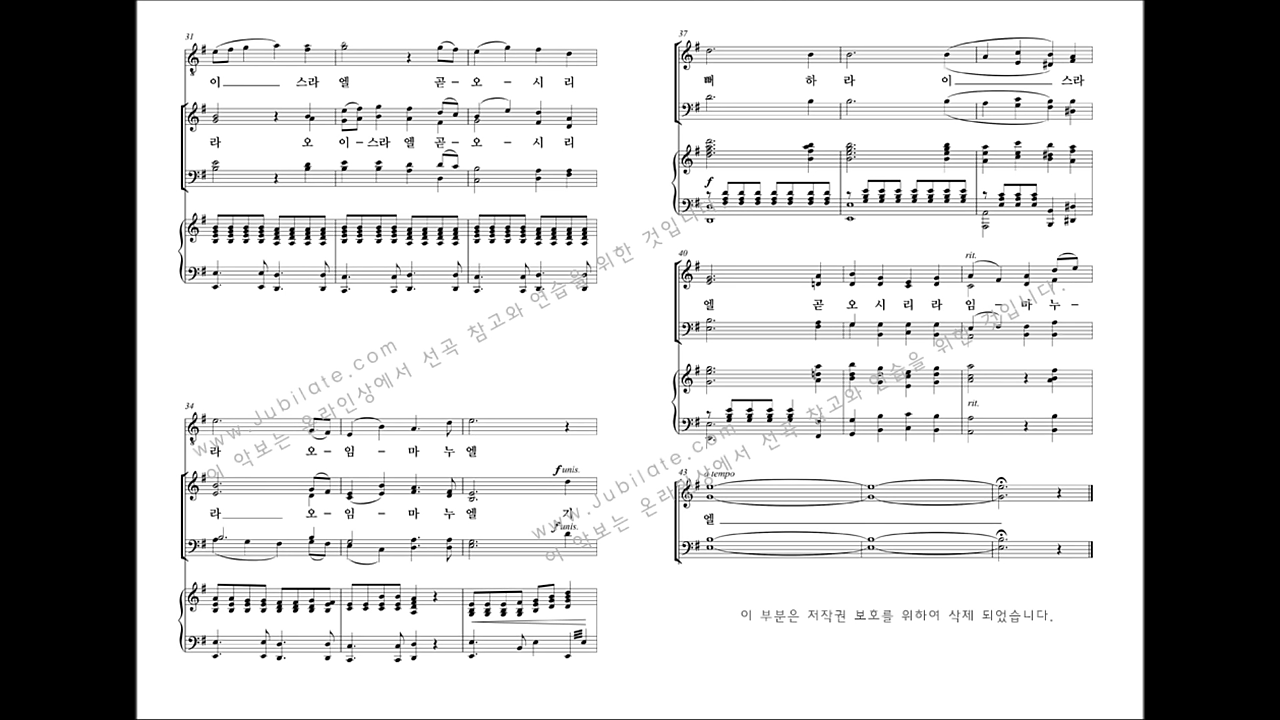 31
이 스라 엘 곧 - 오 - 시 리
라 오 이 - 스라 엘 곧 - 오 - 시 리
34
라 오 - 임 - 마 누 엘
f unis.
라 오 - 임 - 마 누 엘 기
f unis.
37
뻐 하 라 이 스라
f
40
rit.
엘 곧 오 시 리 라 임 - 마 누 -
rit.
43
a tempo
엘
이 부분은 저작권 보호를 위하여 삭제 되었습니다.
www.Jubilate.com
이 악보는 온라인상에서 선곡 참고와 연습을 위한 것입니다.
www.Jubilate.com
이 악보는 온라인상에서 선곡 참고와 연습을 위한 것입니다.